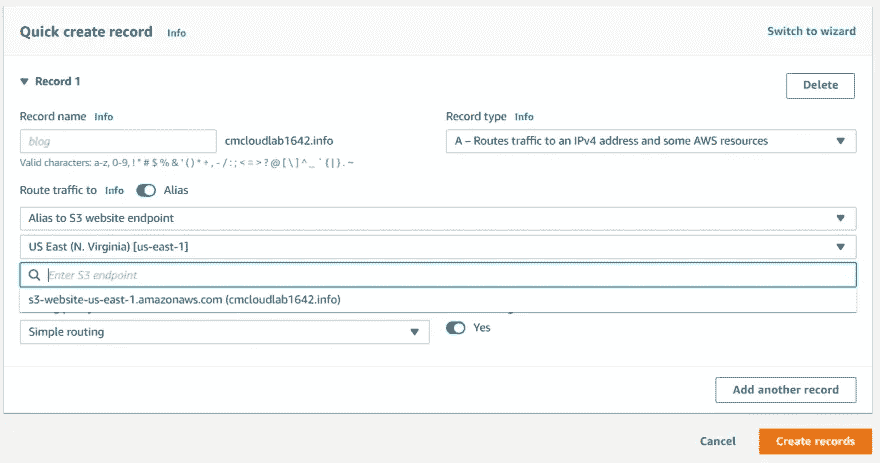 Quick create record Info Switch to wizard
Record 1 Delete
Record name Info Record type Info
blog cmcloudlab1642.info A – Routes traffic to an IPv4 address and some AWS resources
Valid characters: a-z, 0-9, ! " # $ % & ' ( ) * + , - / : ; < = > ? @ [ \ ] ^ _ ` { | } . ~
Route traffic to Info Alias
Alias to S3 website endpoint
US East (N. Virginia) [us-east-1]
Enter S3 endpoint
s3-website-us-east-1.amazonaws.com (cmcloudlab1642.info)
Simple routing Yes
Add another record
Cancel Create records